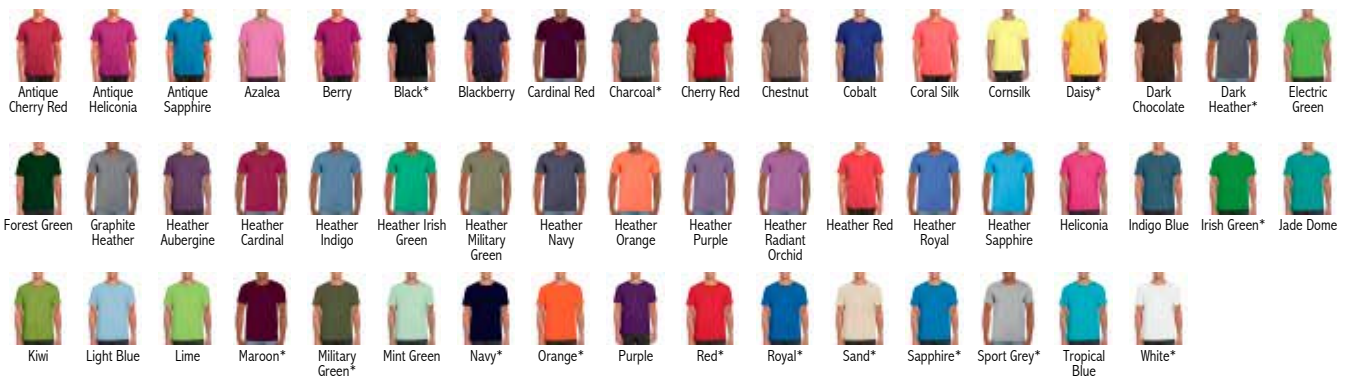 Antique Cherry Red
Antique Heliconia
Antique Sapphire
Azalea
Berry
Black*
Blackberry
Cardinal Red
Charcoal*
Cherry Red
Chestnut
Cobalt
Coral Silk
Cornsilk
Daisy*
Dark Chocolate
Dark Heather*
Electric Green
Forest Green
Graphite Heather
Heather Aubergine
Heather Cardinal
Heather Indigo
Heather Irish Green
Heather Military Green
Heather Navy
Heather Orange
Heather Purple
Heather Radiant Orchid
Heather Red
Heather Royal
Heather Sapphire
Heliconia
Indigo Blue
Irish Green*
Jade Dome
Kiwi
Light Blue
Lime
Maroon*
Military Green*
Mint Green
Navy*
Orange*
Purple
Red*
Royal*
Sand*
Sapphire*
Sport Grey*
Tropical Blue
White*